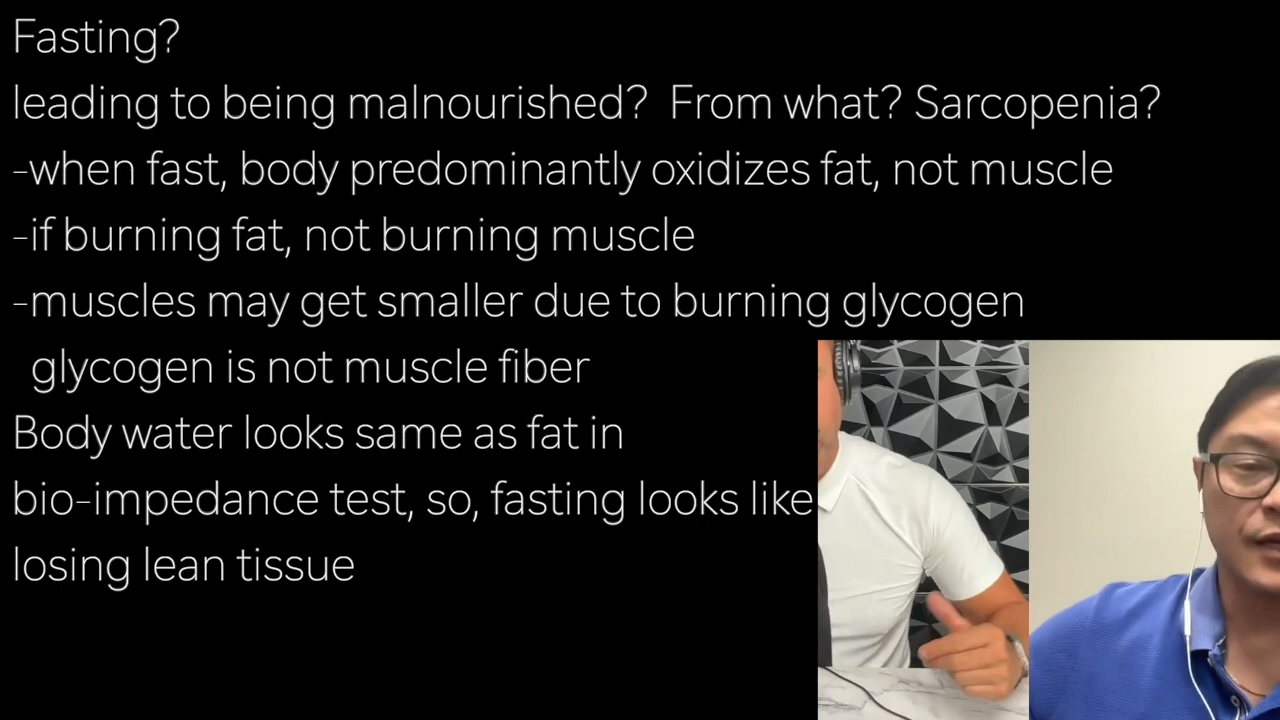 Fasting?
leading to being malnourished? From what? Sarcopenia?
-when fast, body predominantly oxidizes fat, not muscle
-if burning fat, not burning muscle
-muscles may get smaller due to burning glycogen
glycogen is not muscle fiber
Body water looks same as fat in
bio-impedance test, so, fasting looks like
losing lean tissue